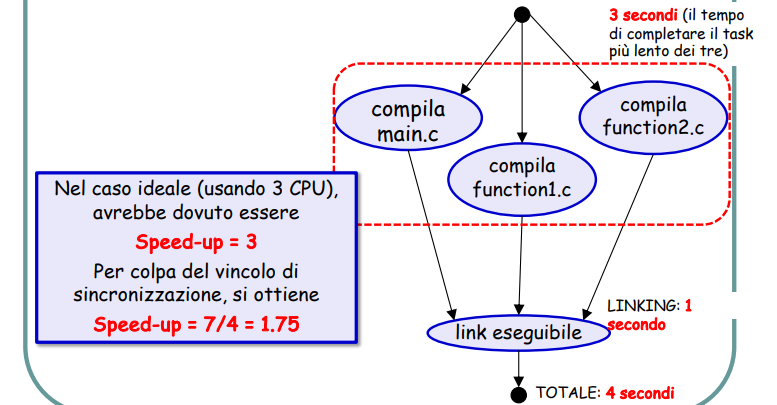 3 secondi (il tempo
di completare il task
più lento dei tre)
compila
main.c
compila
function2.c
compila
function1.c
Nel caso ideale (usando 3 CPU),
avrebbe dovuto essere
Speed-up = 3
Per colpa del vincolo di
sincronizzazione, si ottiene
Speed-up = 7/4 = 1.75
LINKING: 1
secondo
link eseguibile
TOTALE: 4 secondi